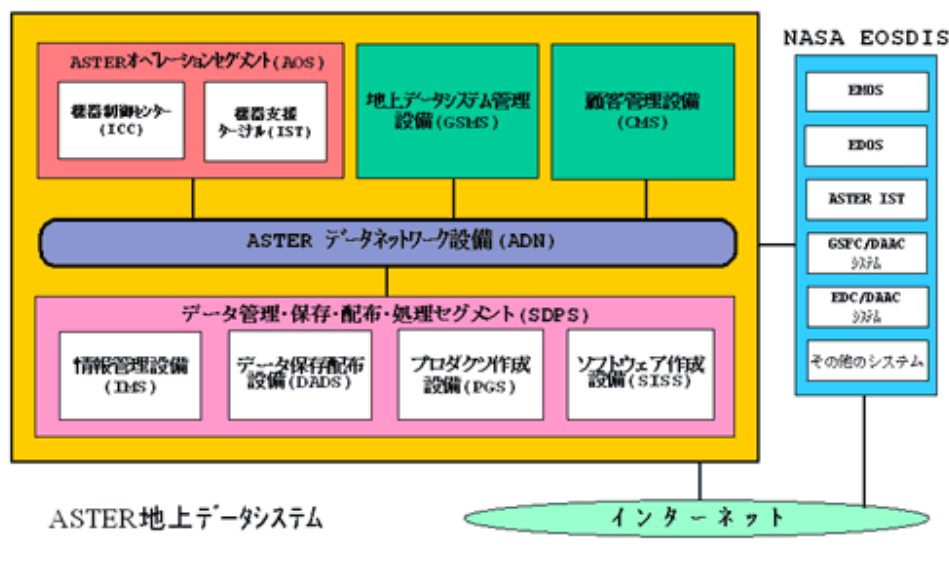 NASA EOSDIS
ASTERオペレーションセグメント(AOS)
機器制御センター
(ICC)
機器支援
ターミナル(IST)
地上データシステム管理
設備(GSMS)
顧客管理設備
(CMS)
EMOS
EDOS
ASTER IST
GSFC/DAAC
システム
EDC/DAAC
システム
その他のシステム
ASTER データネットワーク設備(ADN)
データ管理・保存・配布・処理セグメント(SDPS)
情報管理設備
(IMS)
データ保存配布
設備(DADS)
プロダクツ作成
設備(PGS)
ソフトウェア作成
設備(SISS)
ASTER地上データシステム
インターネット